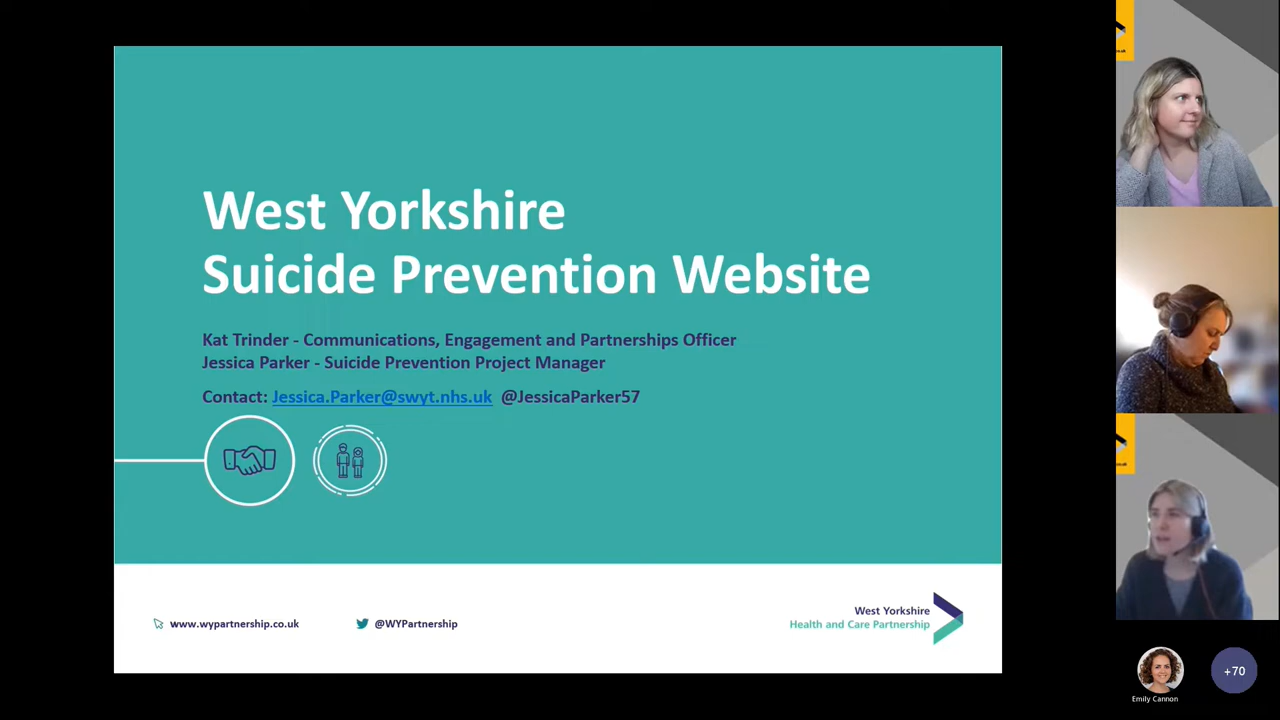 West Yorkshire
Suicide Prevention Website
Kat Trinder - Communications, Engagement and Partnerships Officer
Jessica Parker - Suicide Prevention Project Manager
Contact: Jessica.Parker@swyt.nhs.uk @JessicaParker57
www.wypartnership.co.uk
@WYPartnership
West Yorkshire
Health and Care Partnership
+70
Emily Cannon